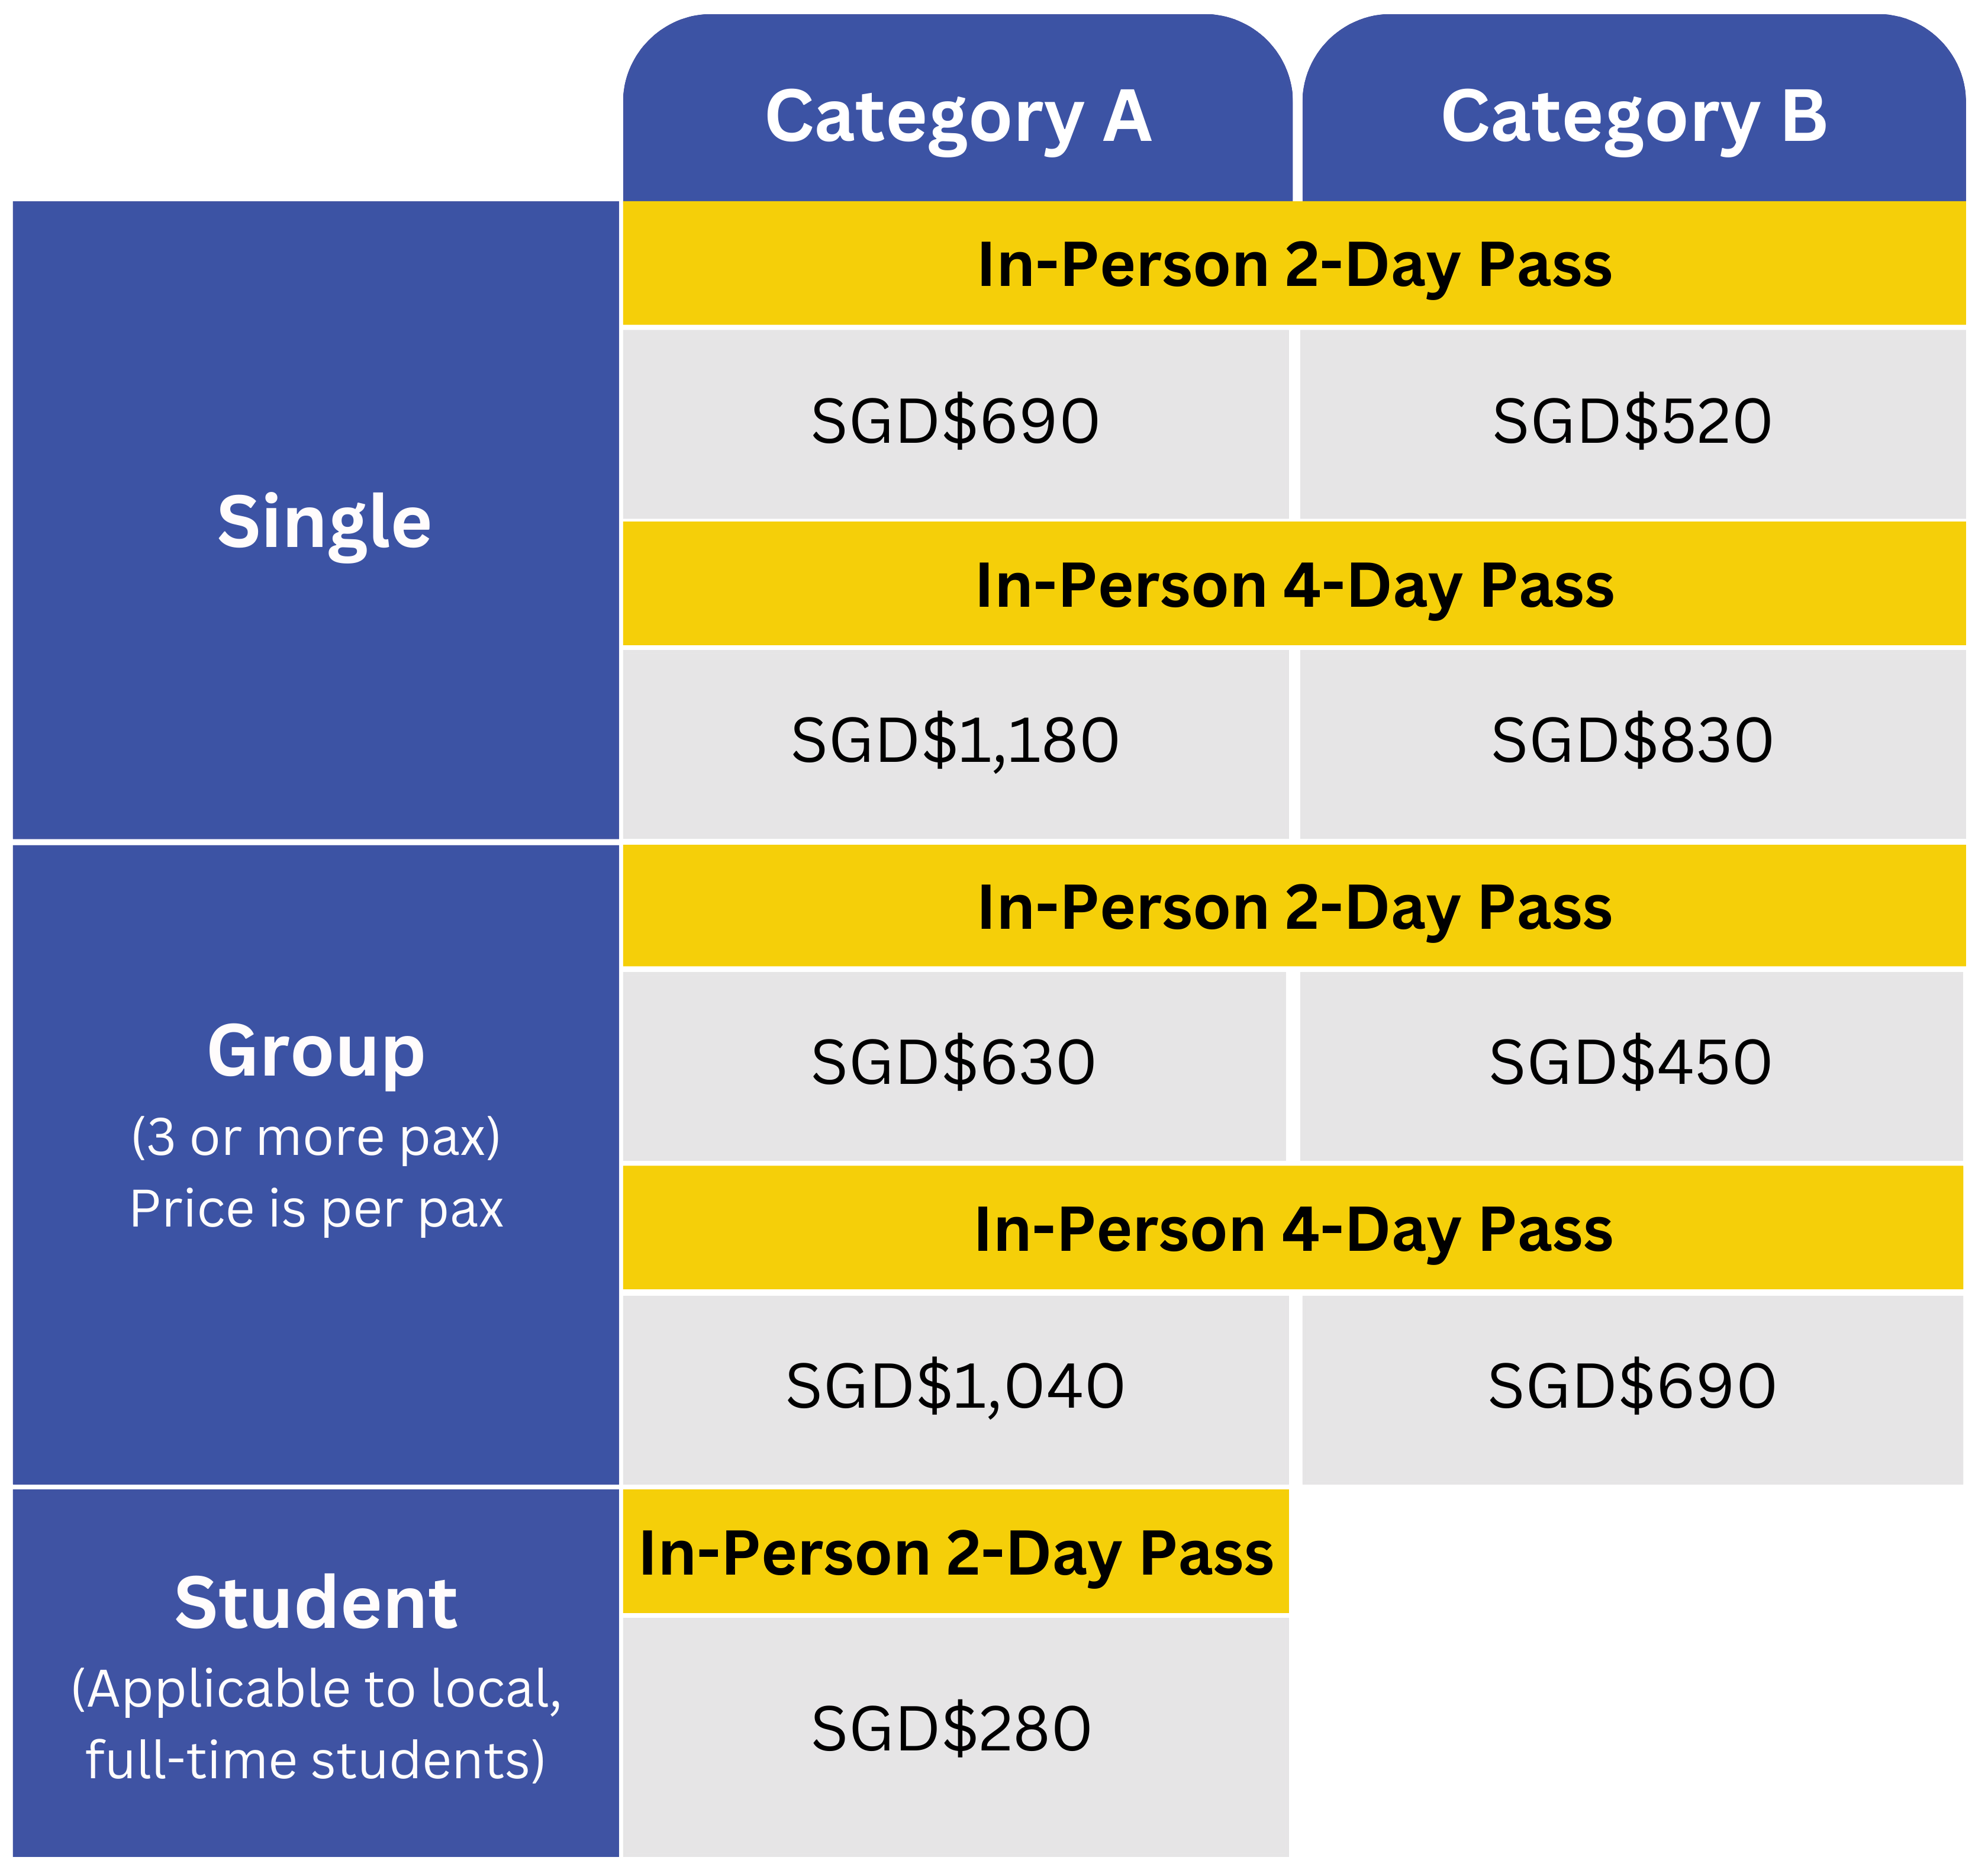 Category A
Category B
Single
In-Person 2-Day Pass
SGD$690
SGD$520
In-Person 4-Day Pass
SGD$1,180
SGD$830
Group
(3 or more pax)
Price is per pax
In-Person 2-Day Pass
SGD$630
SGD$450
In-Person 4-Day Pass
SGD$1,040
SGD$690
Student
(Applicable to local,
full-time students)
In-Person 2-Day Pass
SGD$280